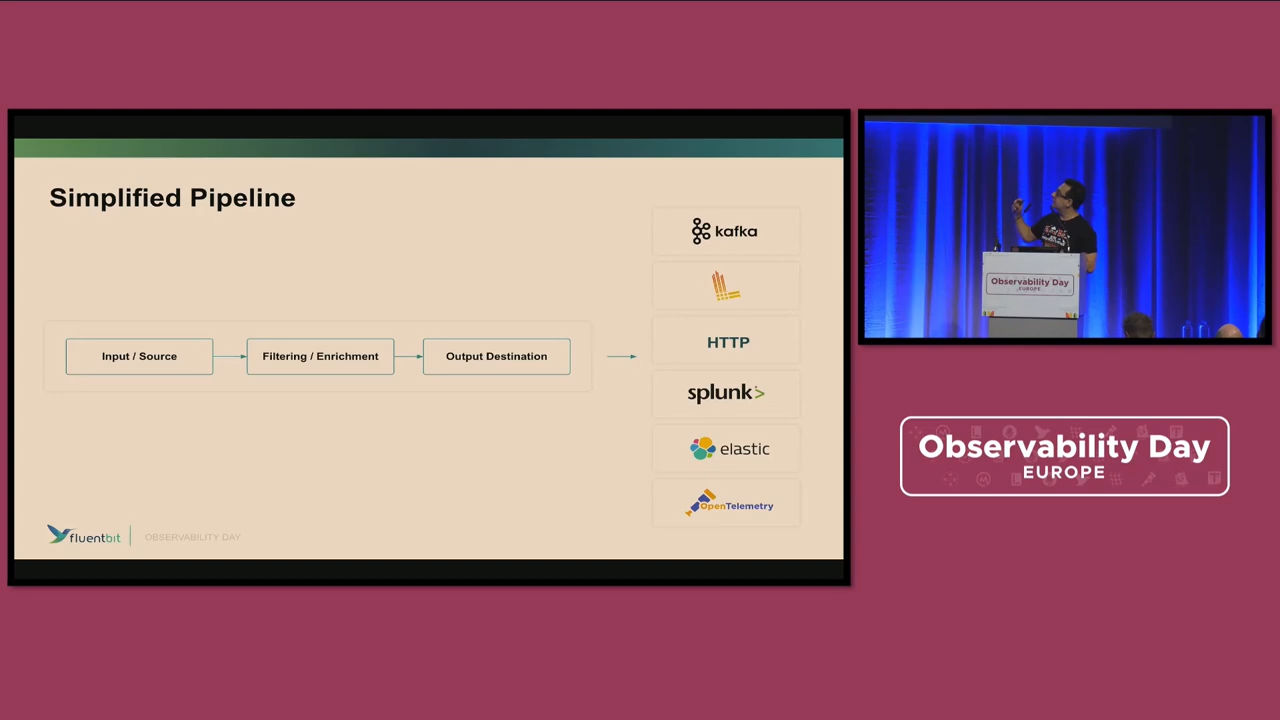 Simplified Pipeline
Input / Source
Filtering / Enrichment
Output Destination
kafka
HTTP
splunk>
elastic
OpenTelemetry
fluentbit
OBSERVABILITY DAY
Observability Day
EUROPE
Observability Day
EUROPE